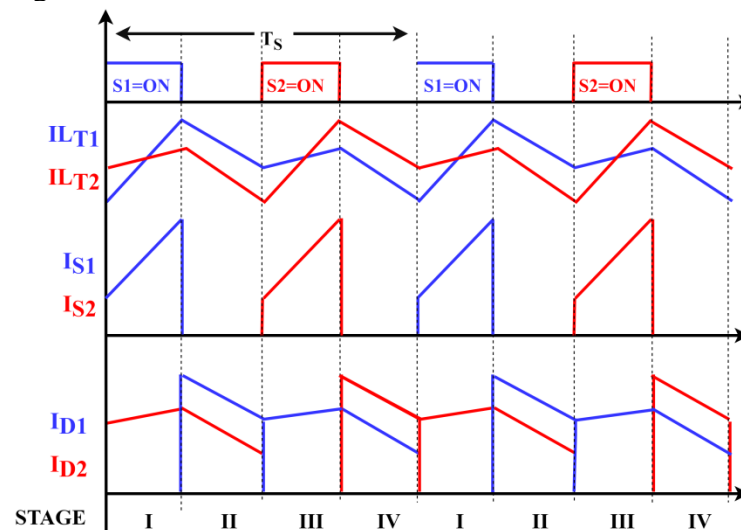 TS
S1=ON S2=ON S1=ON S2=ON
ILT1
ILT2
IS1
IS2
ID1
ID2
STAGE I II III IV I II III IV